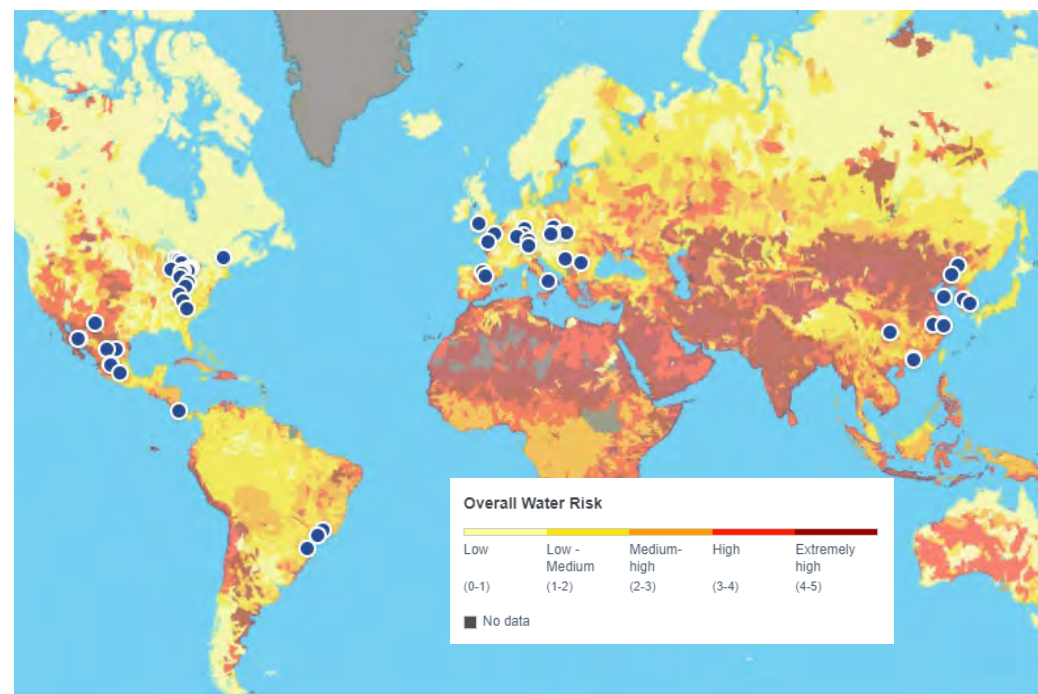 Overall Water Risk
Low Low - Medium- High Extremely
Medium high high
(0-1) (1-2) (2-3) (3-4) (4-5)
No data